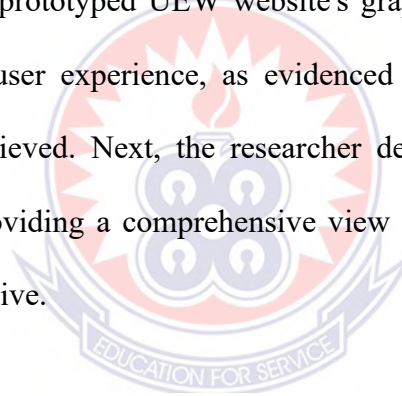 prototyped UEW website's gra
user experience, as evidenced
ieved. Next, the researcher de
oviding a comprehensive view
ive.
EDUCATION FOR SERVICE